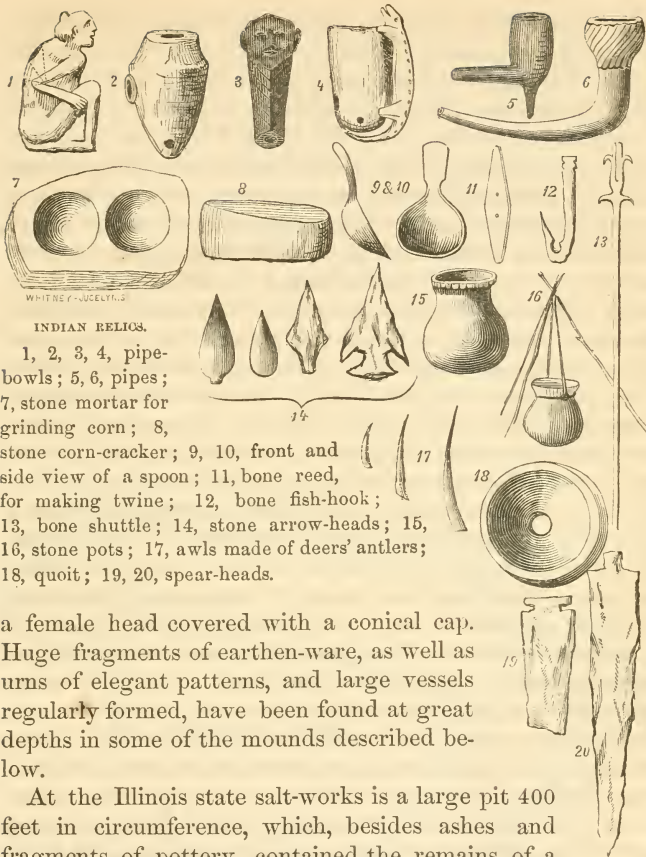 1
2
3
4
5
6
7
8
9 & 10
11
12
13
WHITNEY-JOCELYN.S
14
15
16
17
18
19
20
INDIAN RELICS.
1, 2, 3, 4, pipe-
bowls; 5, 6, pipes;
7, stone mortar for
grinding corn; 8,
stone corn-cracker; 9, 10, front and
side view of a spoon; 11, bone reed,
for making twine; 12, bone fish-hook;
13, bone shuttle; 14, stone arrow-heads; 15,
16, stone pots; 17, awls made of deers' antlers;
18, quoit; 19, 20, spear-heads.
a female head covered with a conical cap.
Huge fragments of earthen-ware, as well as
urns of elegant patterns, and large vessels
regularly formed, have been found at great
depths in some of the mounds described be-
low.
At the Illinois state salt-works is a large pit 400
feet in circumference, which, besides ashes and
fragments of pottery, contained the remains of a